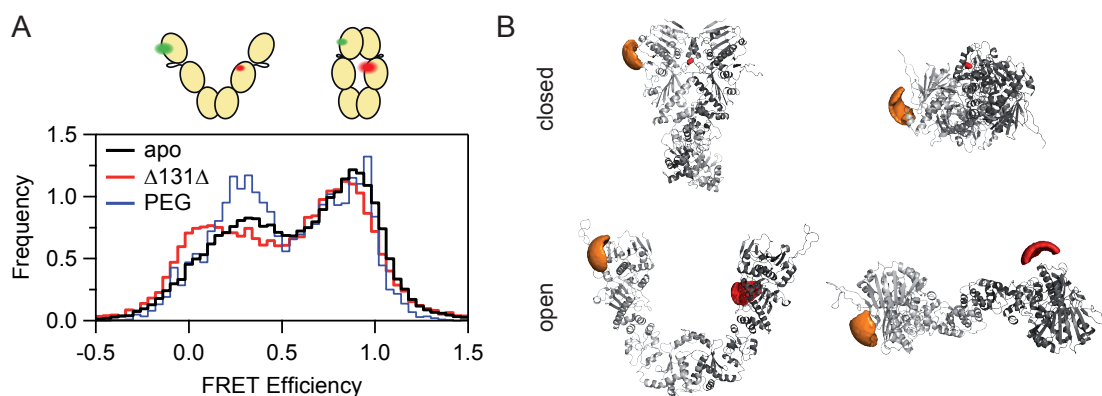 A
B
1.5
1.0
0.5
0.0
Frequency
apo
Δ131Δ
PEG
-0.5
0.0
0.5
1.0
1.5
FRET Efficiency
closed
open